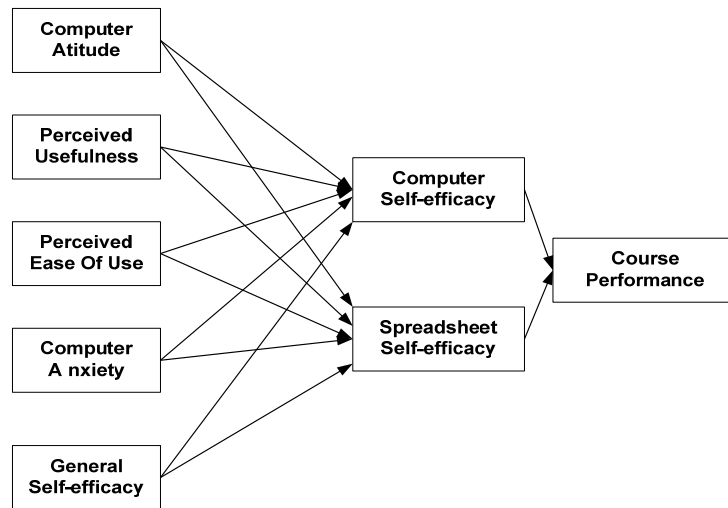 Computer
Atitude
Perceived
Usefulness
Perceived
Ease Of Use
Computer
A nxiety
General
Self-efficacy
Computer
Self-efficacy
Spreadsheet
Self-efficacy
Course
Performance